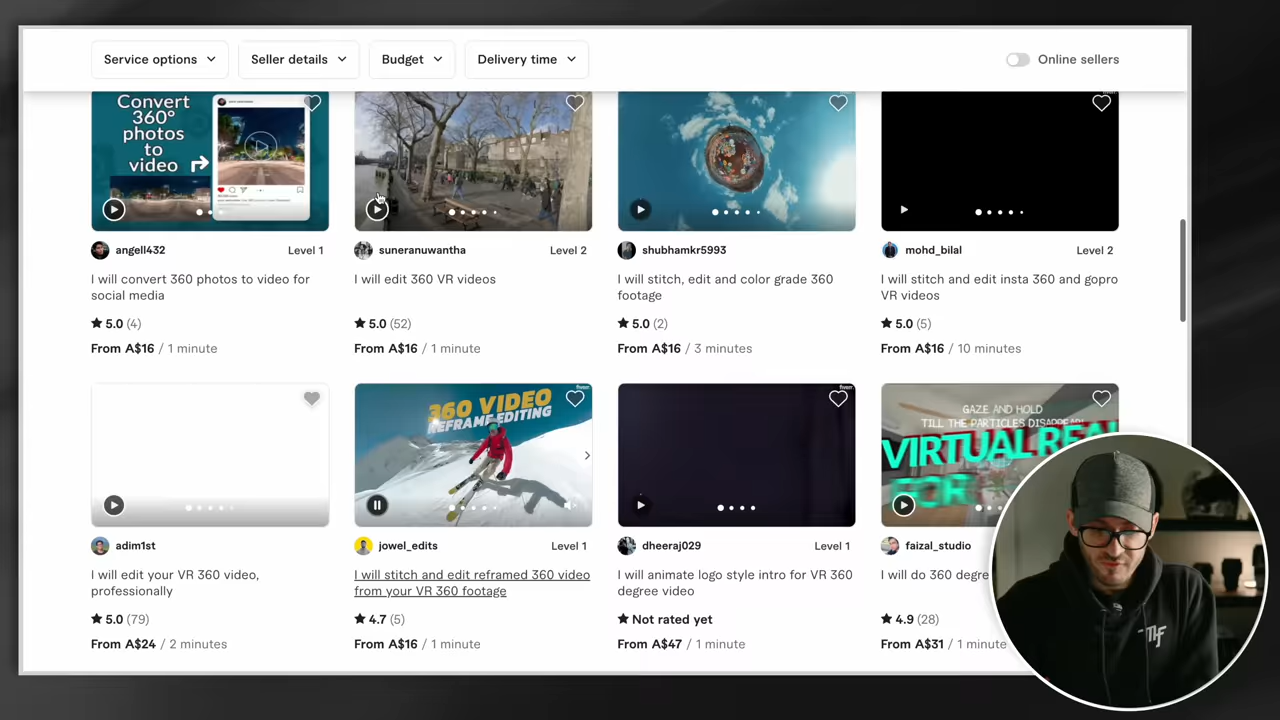 Service options
Seller details
Budget
Delivery time
Online sellers
Convert
360°
photos
to
video
angell432
Level 1
I will convert 360 photos to video for
social media
5.0 (4)
From A$16 / 1 minute
suneranuwantha
Level 2
I will edit 360 VR videos
5.0 (52)
From A$16 / 1 minute
shubhamkr5993
I will stitch, edit and color grade 360
footage
5.0 (2)
From A$16 / 3 minutes
mohd_bilal
Level 2
I will stitch and edit insta 360 and gopro
VR videos
5.0 (5)
From A$16 / 10 minutes
adim1st
I will edit your VR 360 video,
professionally
5.0 (79)
From A$24 / 2 minutes
fiverr
360 VIDEO
REFRAME EDITING
jowel_edits
Level 1
I will stitch and edit reframed 360 video
from your VR 360 footage
4.7 (5)
From A$16 / 1 minute
fiverr
dheeraj029
Level 1
I will animate logo style intro for VR 360
degree video
Not rated yet
From A$47 / 1 minute
GAZE AND HOLD
TILL THE PARTICLES DISAPPEAR!
VIRTUAL REAL
FOR
faizal_studio
I will do 360 degre
4.9 (28)
From A$31 / 1 minute